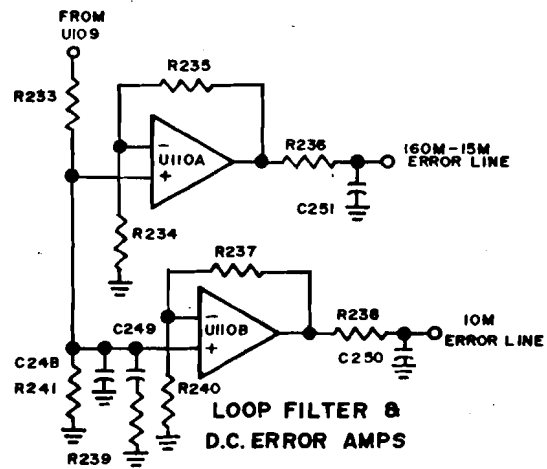 FROM
U109
R233
R235
U110A
-
+
R236
160M-15M
ERROR LINE
C251
R234
R237
C249
U110B
-
+
R238
10M
ERROR LINE
C248
R241
R240
C250
R239
LOOP FILTER &
D.C. ERROR AMPS